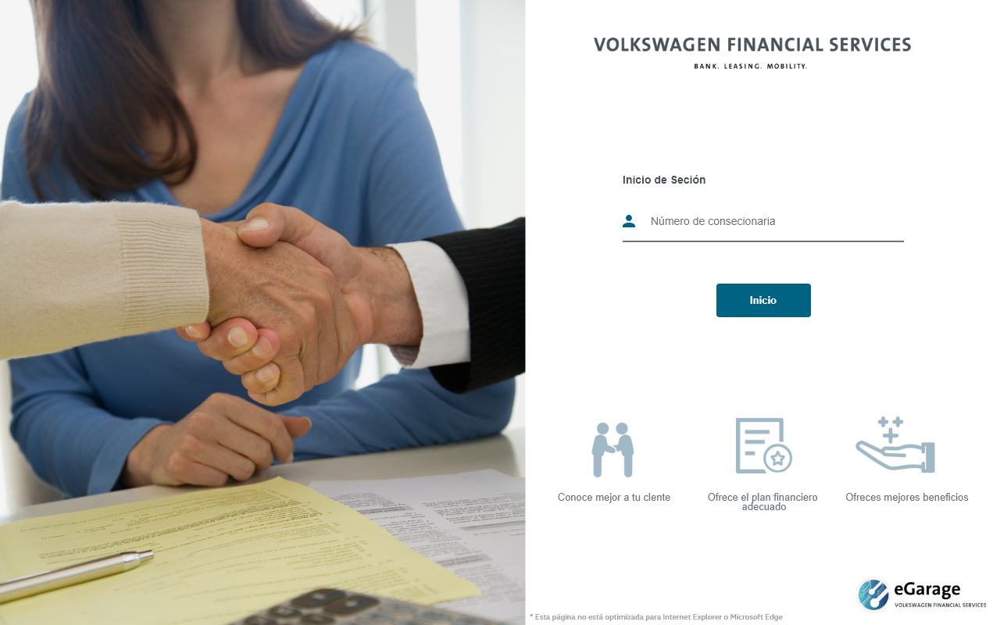 VOLKSWAGEN FINANCIAL SERVICES
BANK. LEASING. MOBILITY.
Inicio de Seción
Número de consecionaria
Inicio
Conoce mejor a tu clente
Ofrece el plan financiero
adecuado
Ofreces mejores beneficios
eGarage
VOLKSWAGEN FINANCIAL SERVICES
* Esta página no está optimizada para Internet Explorer o Microsoft Edge